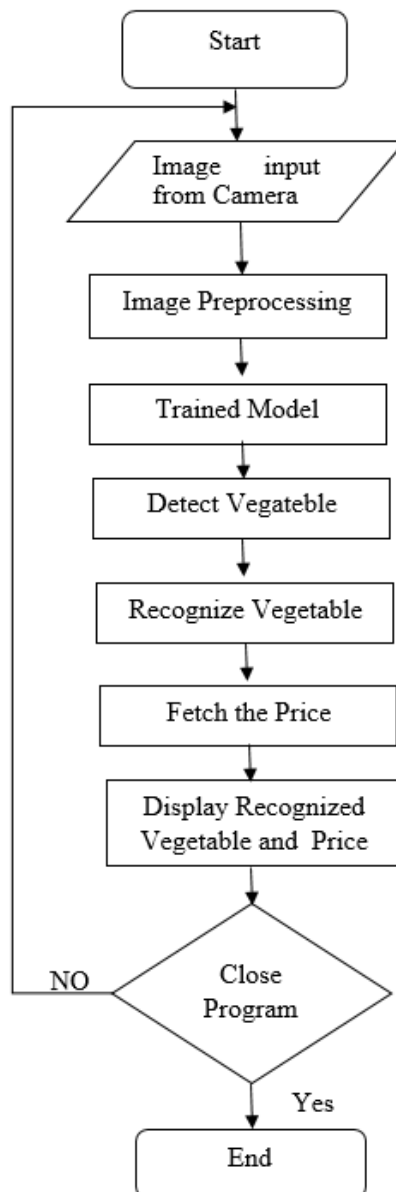 Start
Image input
from Camera
Image Preprocessing
Trained Model
Detect Vegateble
Recognize Vegetable
Fetch the Price
Display Recognized
Vegetable and Price
Close
Program
NO
Yes
End